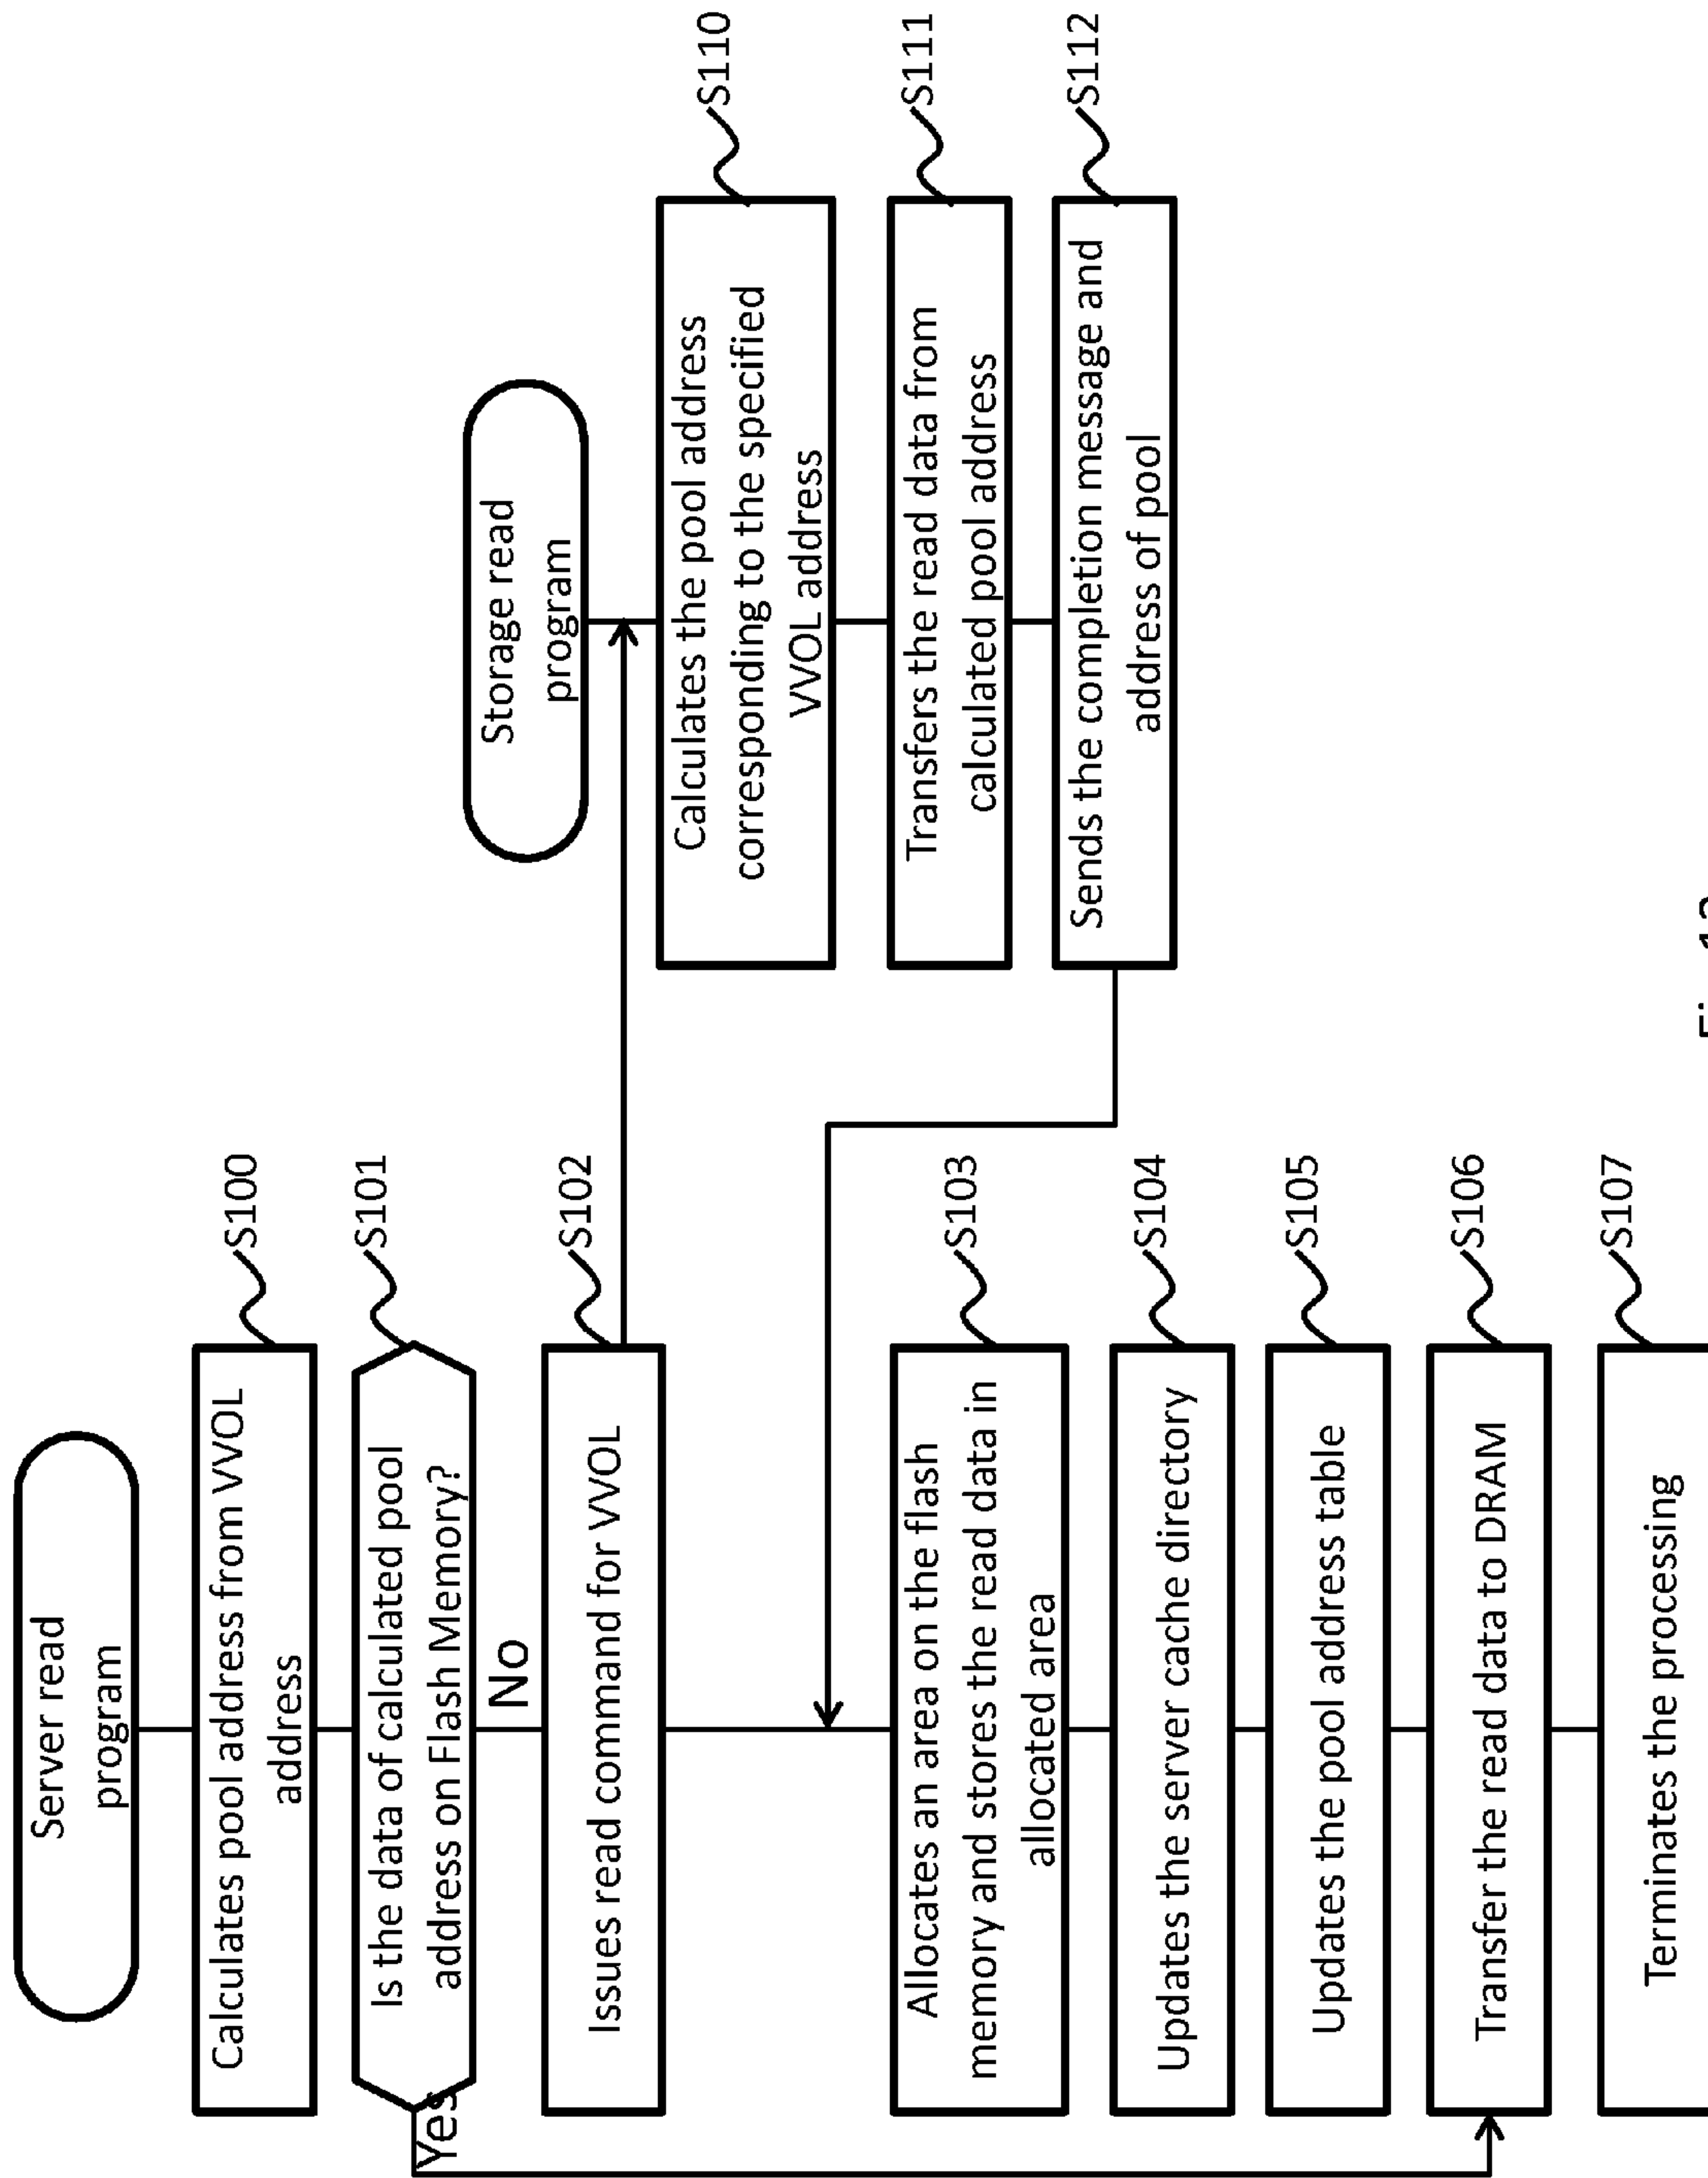 Server read
program
Calculates pool address from VVOL
address
S100
Is the data of calculated pool
address on Flash Memory?
S101
Yes
No
Issues read command for VVOL
S102
Allocates an area on the flash
memory and stores the read data in
allocated area
S103
Updates the server cache directory
S104
Updates the pool address table
S105
Transfer the read data to DRAM
S106
Terminates the processing
S107
Storage read
program
Calculates the pool address
corresponding to the specified
VVOL address
S110
Transfers the read data from
calculated pool address
S111
Sends the completion message and
address of pool
S112